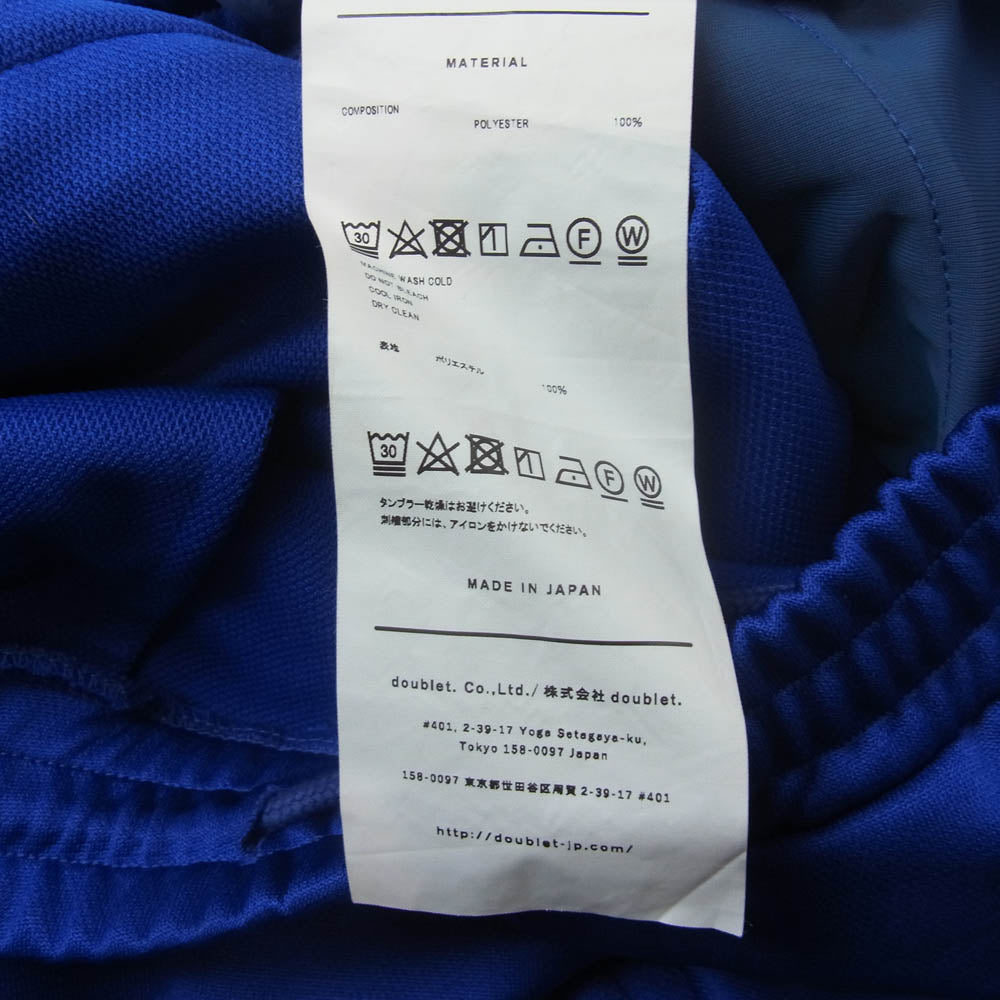 MATERIAL
COMPOSITION
POLYESTER 100%
30 F W
MACHINE WASH COLD
DO NOT BLEACH
COOL IRON
DRY CLEAN
表地 ポリエステル 100%
30 F W
タンブラー乾燥はお避けください。
刺繍部分には、アイロンをかけないでください。
MADE IN JAPAN
doublet. Co.,Ltd./株式会社 doublet.
#401, 2-39-17 Yoga Setagaya-ku,
Tokyo 158-0097 Japan
158-0097 東京都世田谷区用賀 2-39-17 #401
http://doublet-jp.com/